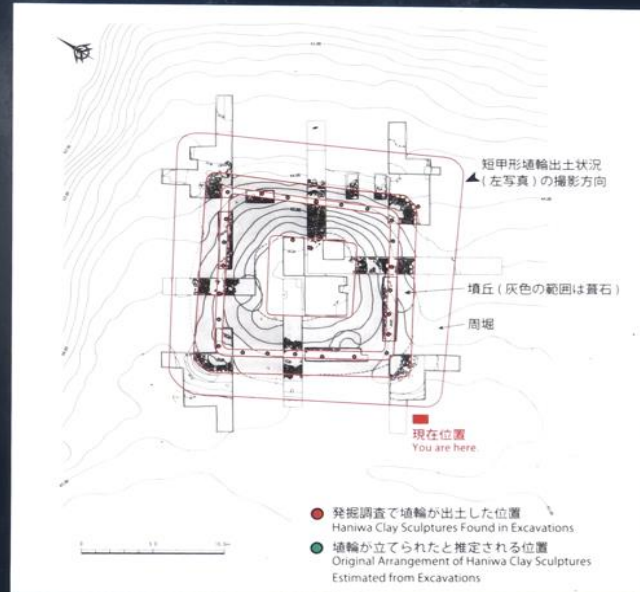 短甲形埴輪出土状況
(左写真)の撮影方向
墳丘(灰色の範囲は葺石)
周堀
現在位置
You are here
発掘調査で埴輪が出土した位置
Haniwa Clay Sculptures Found in Excavations
埴輪が立てられたと推定される位置
Original Arrangement of Haniwa Clay Sculptures
Estimated from Excavations